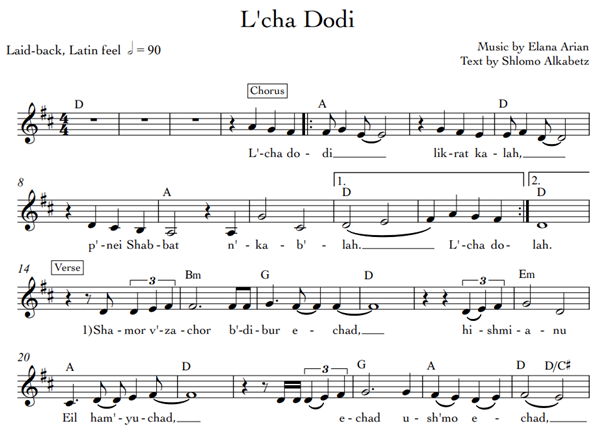 L'cha Dodi
Laid-back, Latin feel 𝅗𝅥 = 90
Music by Elana Arian
Text by Shlomo Alkabetz
Chorus
D A D
L'-cha do-di lik-rat ka-lah,
8 A 1. 2. D
p'-nei Shab-bat n'-ka-b'-lah. L'-cha do-lah.
Verse
14 3 Bm G D 3 Em
1)Sha-mor v'-za-chor b'di-bur e-chad, hi-shmi-a-nu
20 A D 3 G A D D/C#
Eil ham'-yu-chad, e-chad u-sh'mo e-chad,